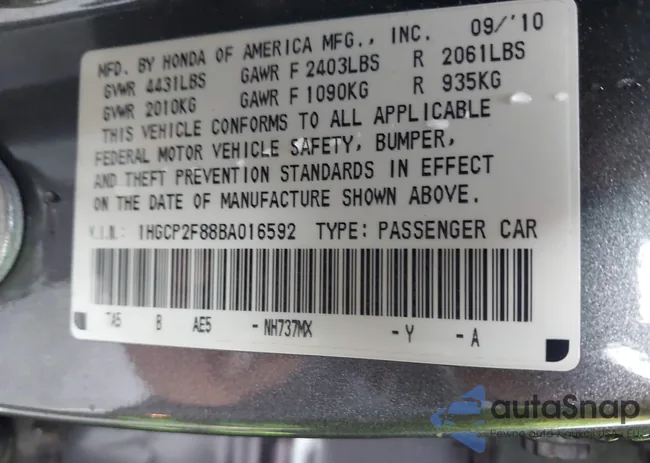 MFD. BY HONDA OF AMERICA MFG., INC. 09/'10
GVWR 4431LBS GAWR F 2403LBS R 2061LBS
GVWR 2010KG GAWR F 1090KG R 935KG
THIS VEHICLE CONFORMS TO ALL APPLICABLE
FEDERAL MOTOR VEHICLE SAFETY, BUMPER,
AND THEFT PREVENTION STANDARDS IN EFFECT
ON THE DATE OF MANUFACTURE SHOWN ABOVE.
V.I.N.: 1HGCP2F88BA016592 TYPE: PASSENGER CAR
TA5 B AE5 -NH737MX -Y -A
autoSnap